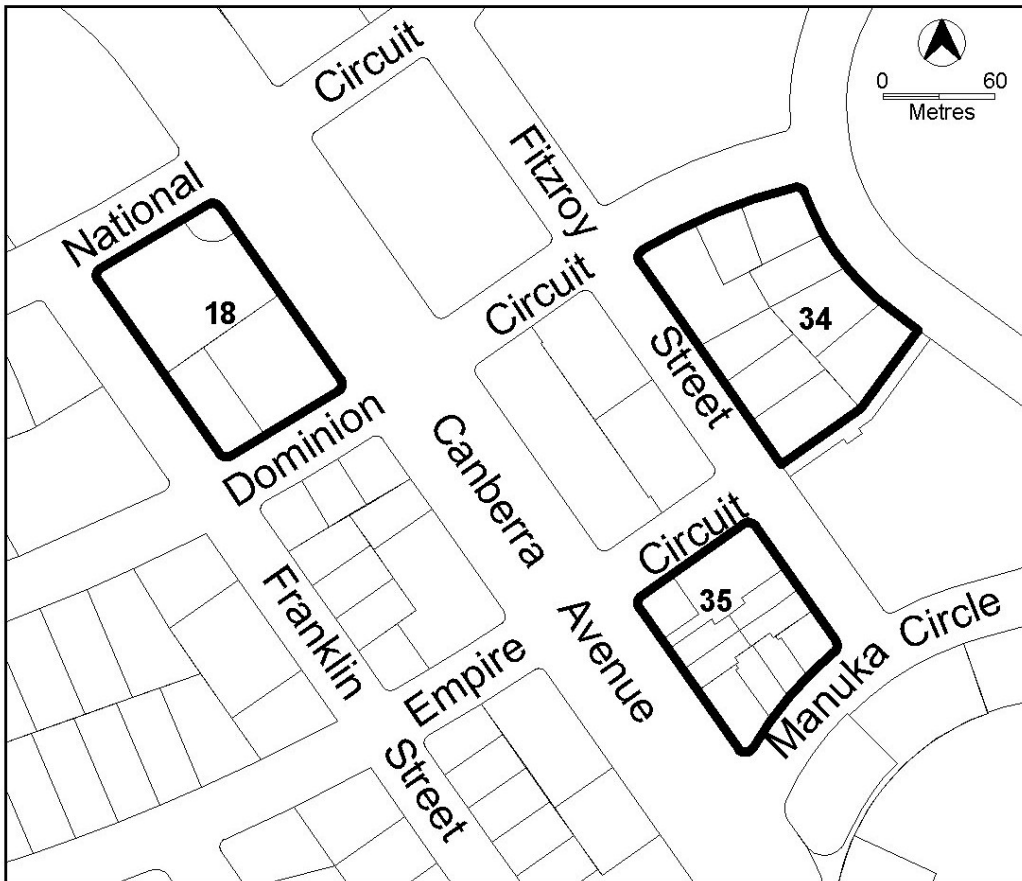 Circuit
0 60
Metres
Fitzroy
National
18
Circuit
34
Street
Dominion
Canberra
Circuit
35
Franklin
Avenue
Circle
Manuka
Empire
Street